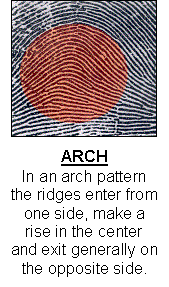 ARCH
In an arch pattern
the ridges enter from
one side, make a
rise in the center
and exit generally on
the opposite side.